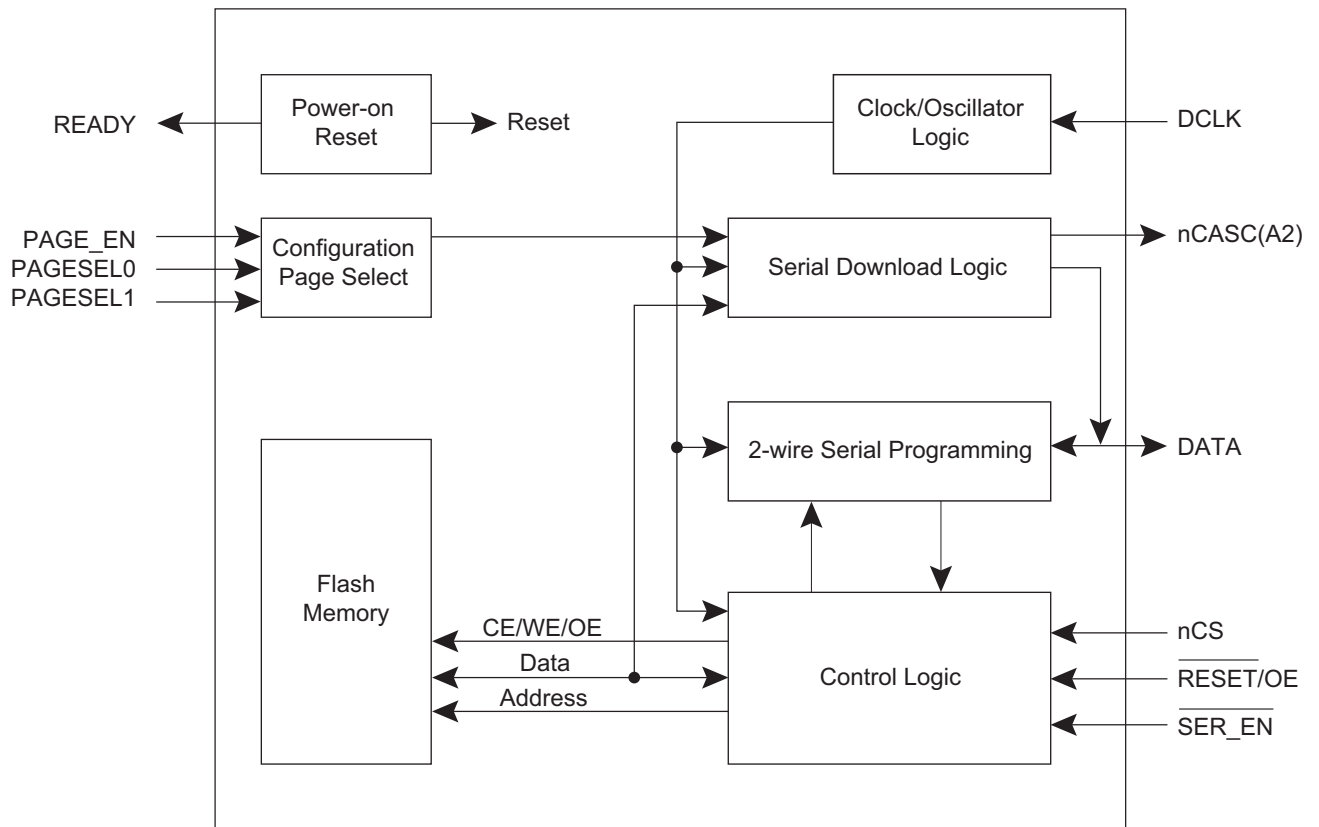 READY
Power-on
Reset
Reset
Clock/Oscillator
Logic
DCLK
PAGE_EN
PAGESEL0
PAGESEL1
Configuration
Page Select
Serial Download Logic
nCASC(A2)
2-wire Serial Programming
DATA
Flash
Memory
CE/WE/OE
Data
Address
Control Logic
nCS
RESET/OE
SER_EN